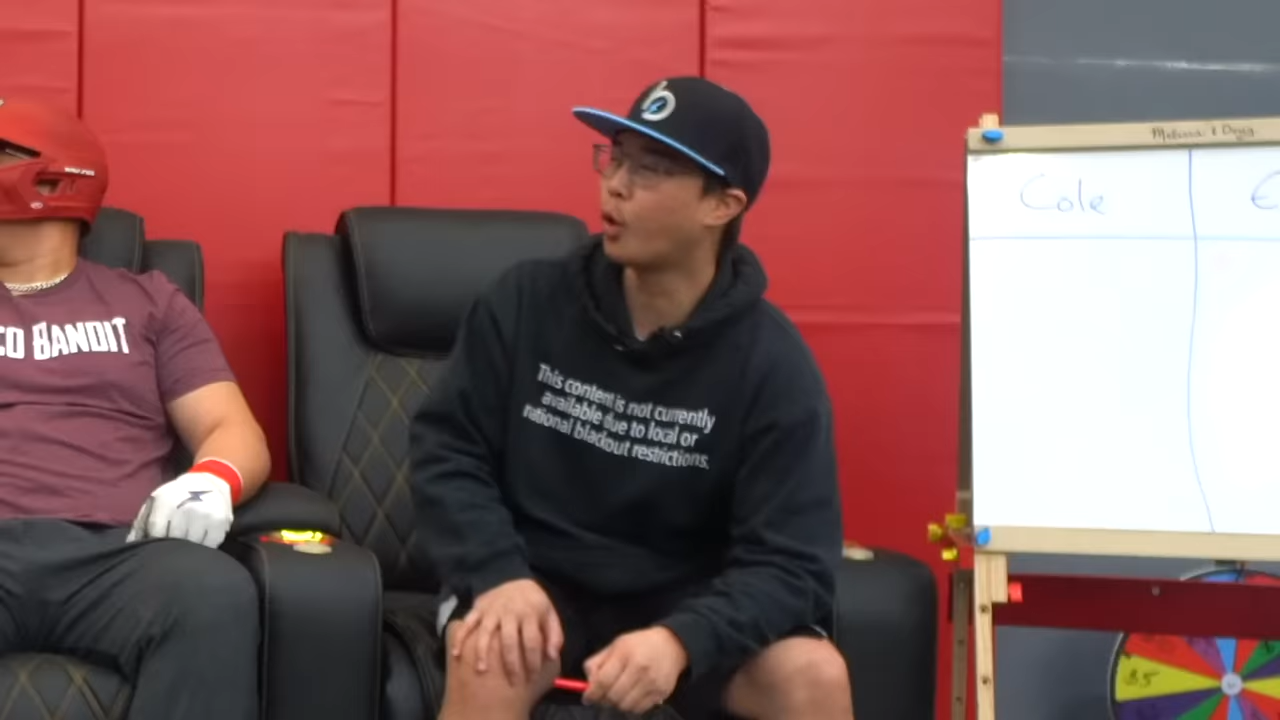 Melissa & Doug
Cole
E
CO BANDIT
This content is not currently
available due to local or
national blackout restrictions.
b
35